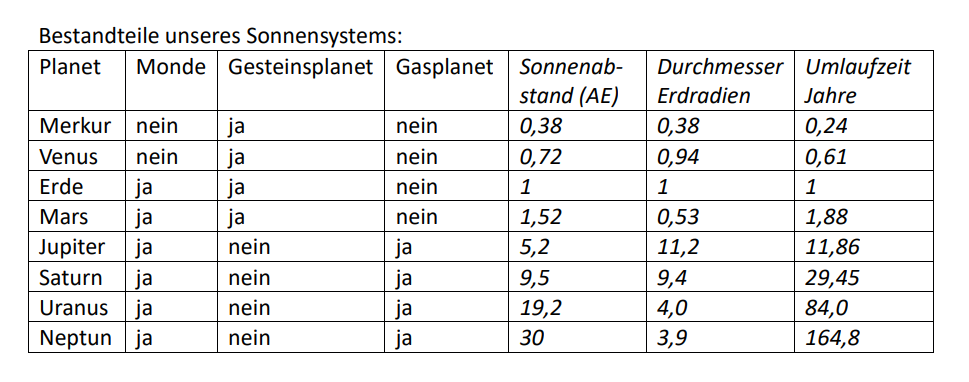 Bestandteile unseres Sonnensystems:
Planet Monde Gesteinsplanet Gasplanet Sonnenab- Durchmesser Umlaufzeit
stand (AE) Erdradien Jahre
Merkur nein ja nein 0,38 0,38 0,24
Venus nein ja nein 0,72 0,94 0,61
Erde ja ja nein 1 1 1
Mars ja ja nein 1,52 0,53 1,88
Jupiter ja nein ja 5,2 11,2 11,86
Saturn ja nein ja 9,5 9,4 29,45
Uranus ja nein ja 19,2 4,0 84,0
Neptun ja nein ja 30 3,9 164,8